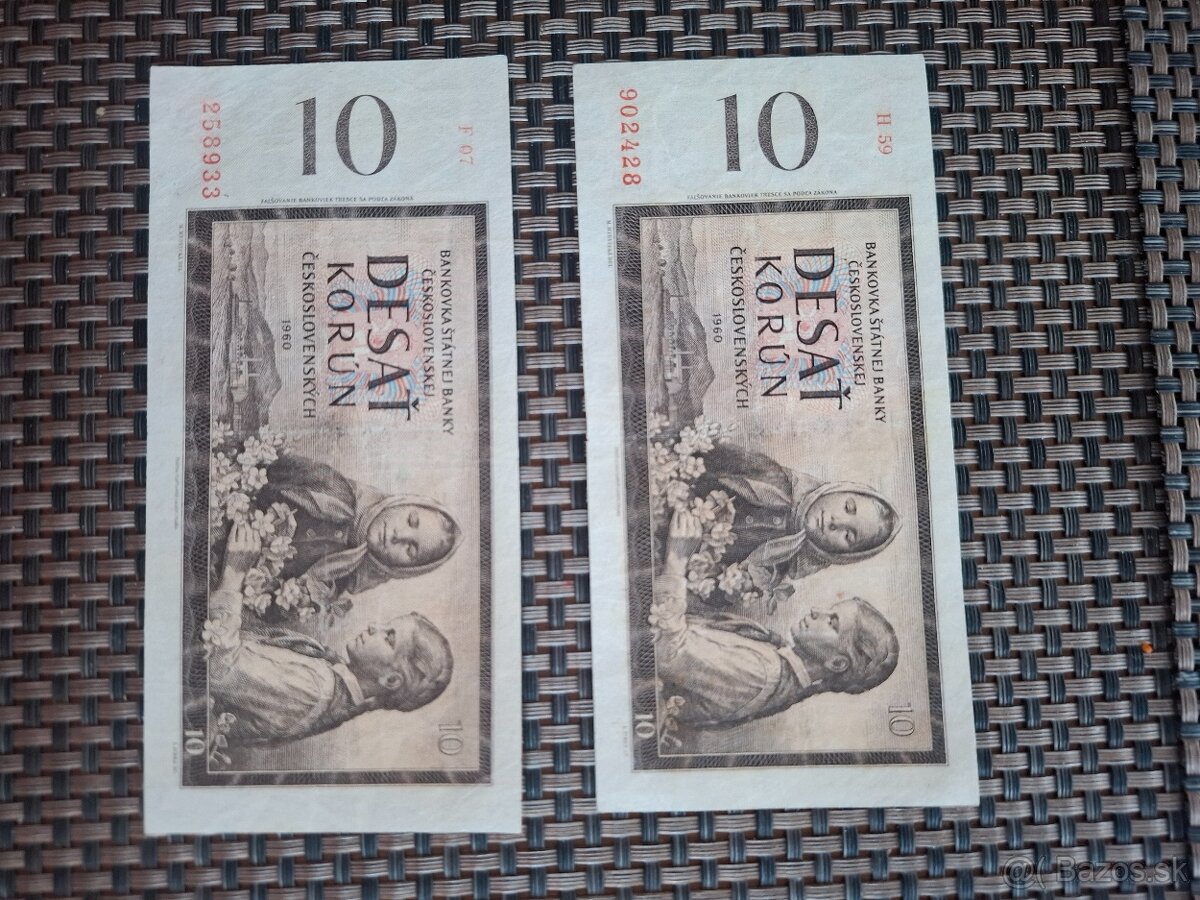 10
F 07
258933
FALŠOVANIE BANKOVIEK TRESCE SA PODĽA ZÁKONA
BANKOVKA ŠTÁTNEJ BANKY
ČESKOSLOVENSKEJ
DESAŤ
KORÚN
ČESKOSLOVENSKÝCH
1960
10
10
10
H 59
902428
FALŠOVANIE BANKOVIEK TRESCE SA PODĽA ZÁKONA
BANKOVKA ŠTÁTNEJ BANKY
ČESKOSLOVENSKEJ
DESAŤ
KORÚN
ČESKOSLOVENSKÝCH
1960
10
10
Bazos.sk